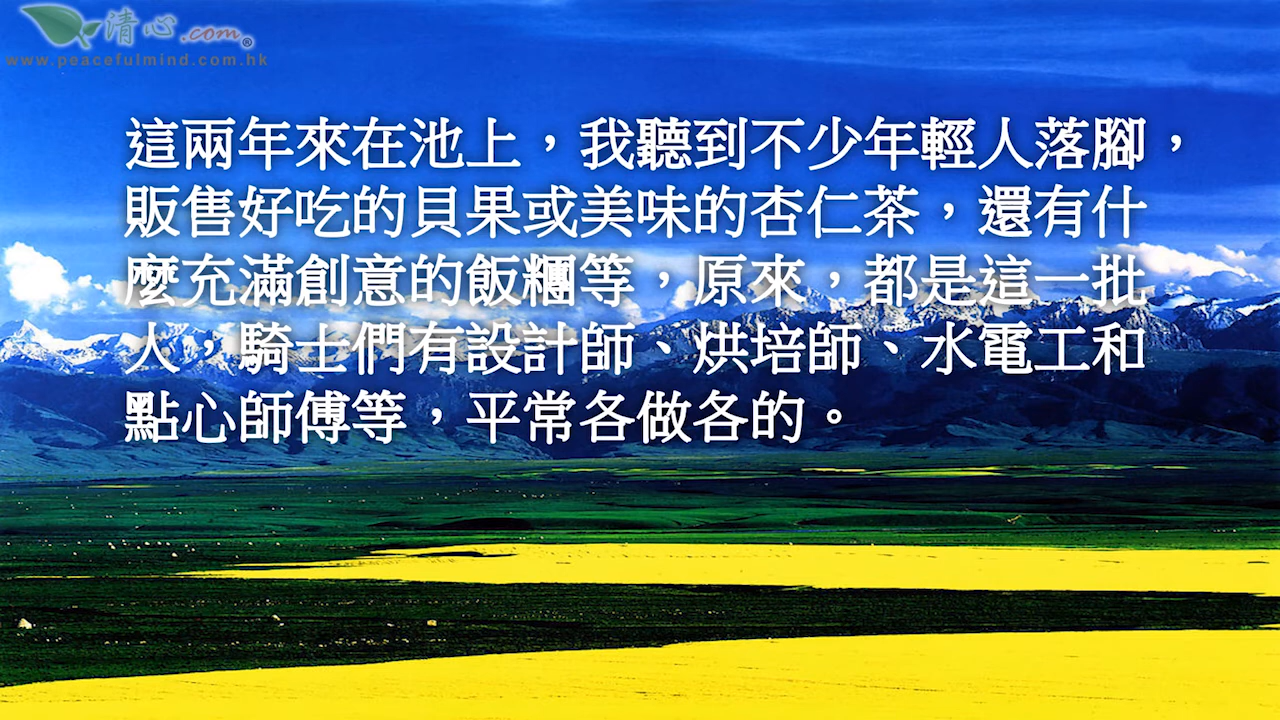 清心.com®
www.peacefulmind.com.hk
這兩年來在池上，我聽到不少年輕人落腳，
販售好吃的貝果或美味的杏仁茶，還有什
麼充滿創意的飯糰等，原來，都是這一批
人，騎士們有設計師、烘培師、水電工和
點心師傅等，平常各做各的。